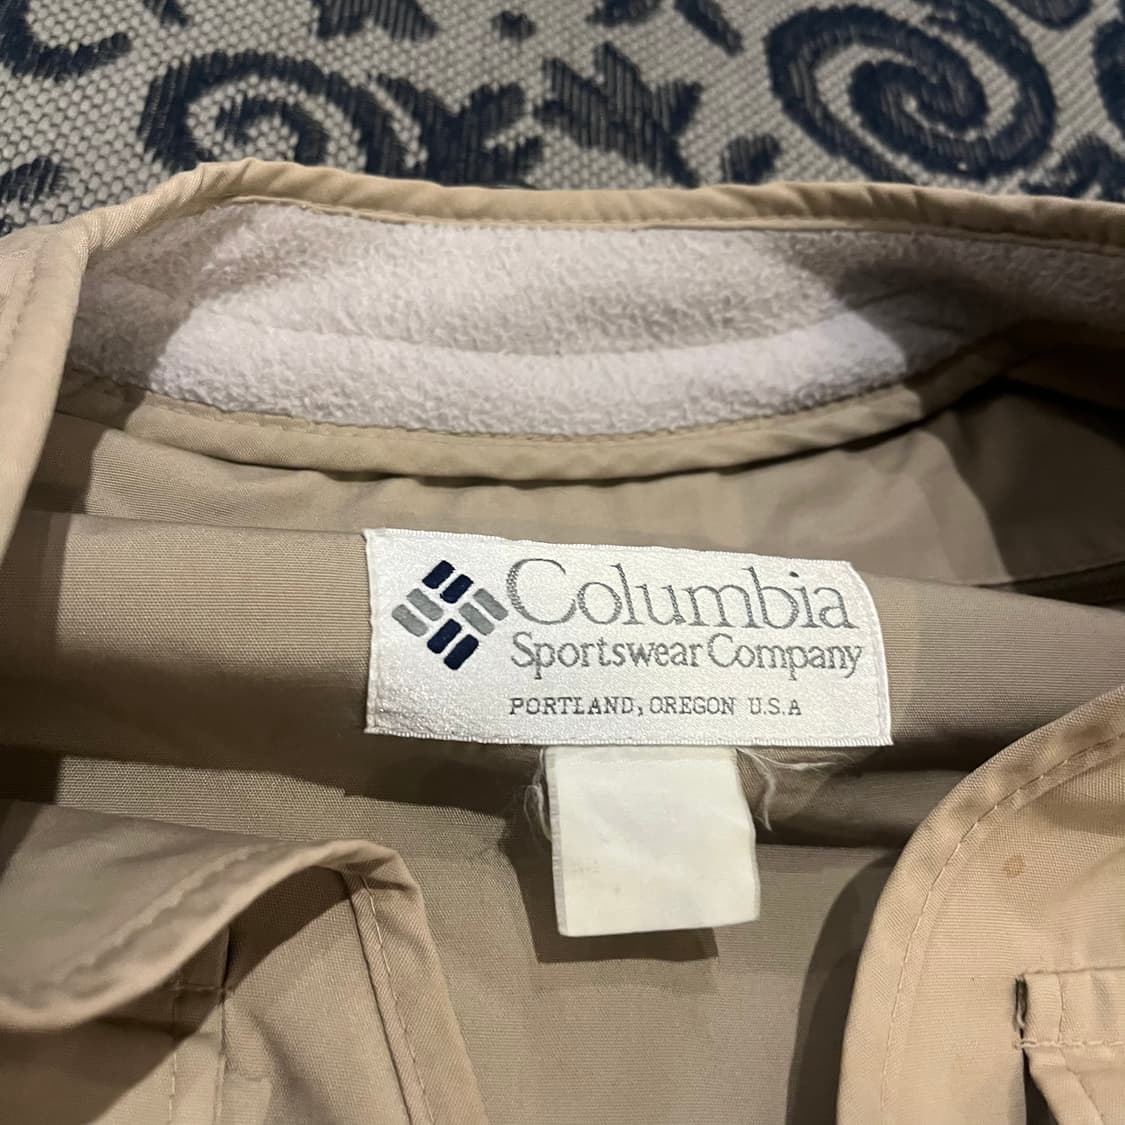 Columbia
Sportswear Company
PORTLAND, OREGON U.S.A